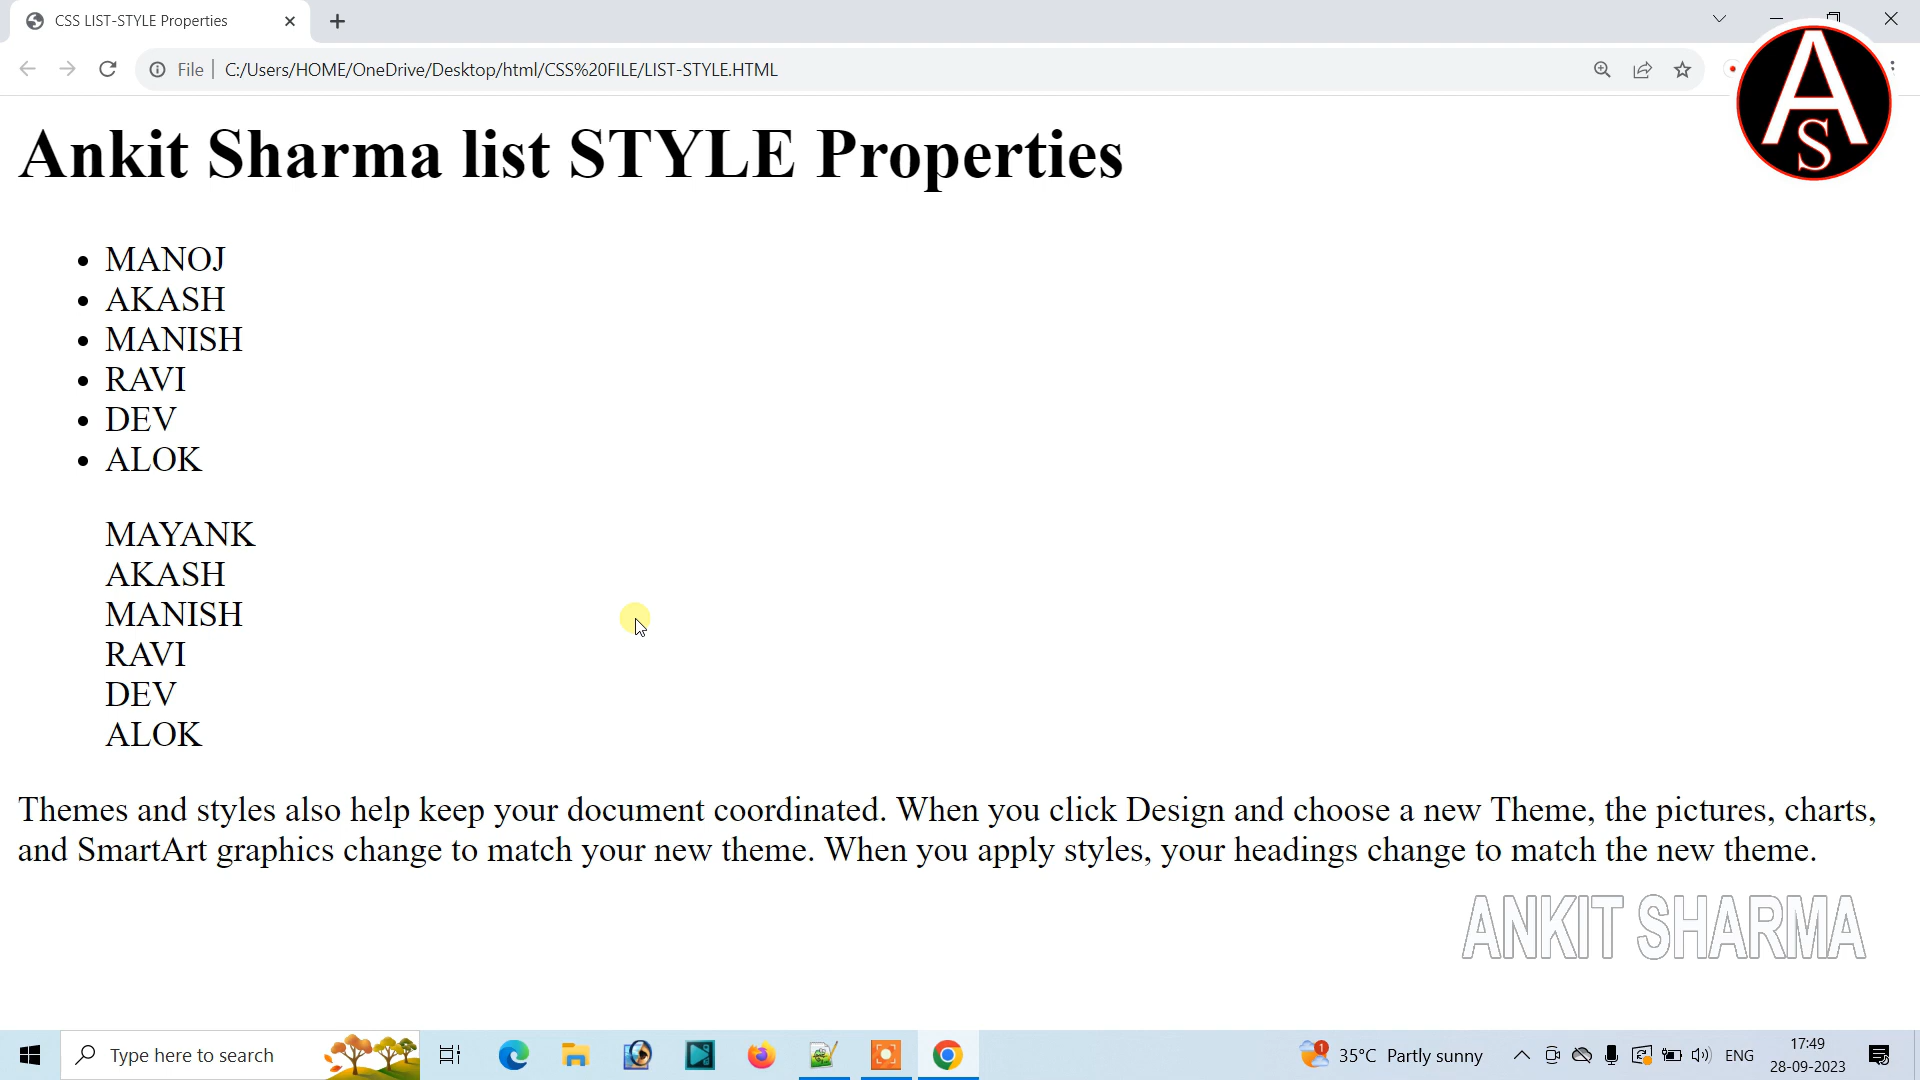 CSS LIST-STYLE Properties
File | C:/Users/HOME/OneDrive/Desktop/html/CSS%20FILE/LIST-STYLE.HTML
AS
Ankit Sharma list STYLE Properties
• MANOJ
• AKASH
• MANISH
• RAVI
• DEV
• ALOK
MAYANK
AKASH
MANISH
RAVI
DEV
ALOK
Themes and styles also help keep your document coordinated. When you click Design and choose a new Theme, the pictures, charts,
and SmartArt graphics change to match your new theme. When you apply styles, your headings change to match the new theme.
ANKIT SHARMA
Type here to search
1
35°C Partly sunny
ENG
17:49
28-09-2023